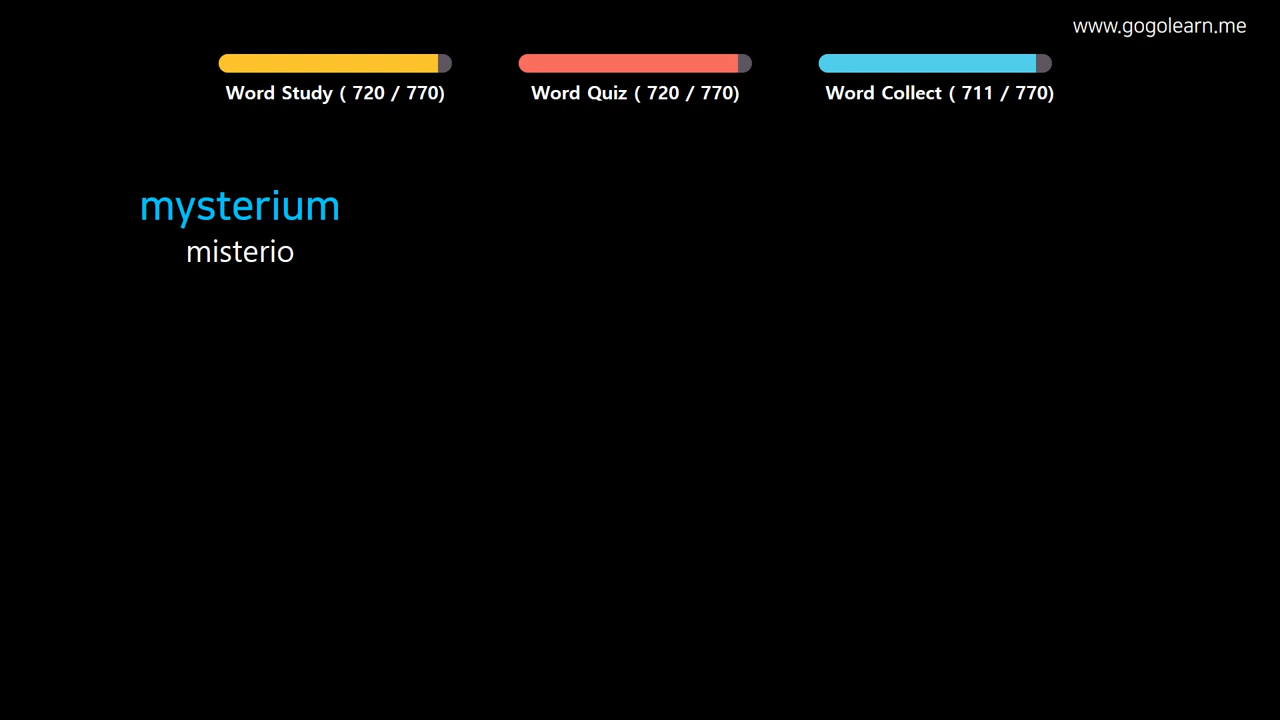 www.gogolearn.me
Word Study ( 720 / 770)
Word Quiz ( 720 / 770)
Word Collect ( 711 / 770)
mysterium
misterio